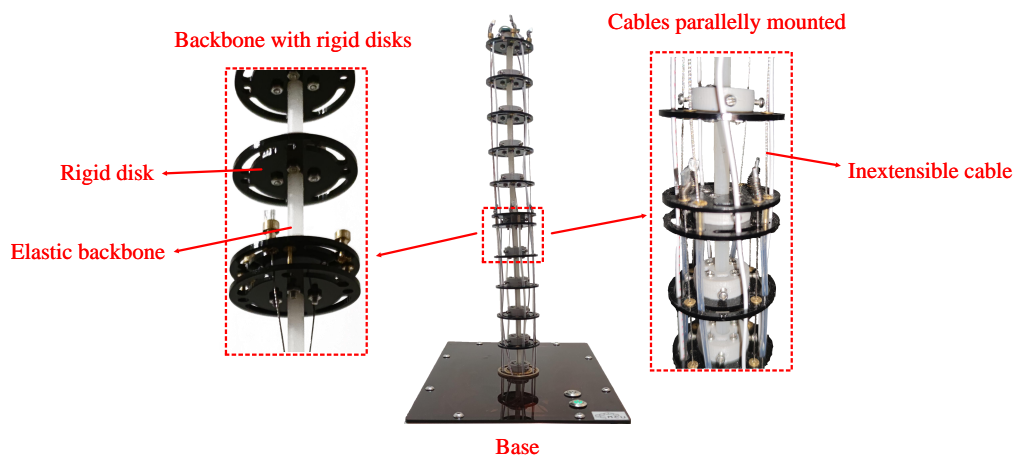 Cables parallelly mounted
Backbone with rigid disks
Rigid disk
Inextensible cable
Elastic backbone
Base